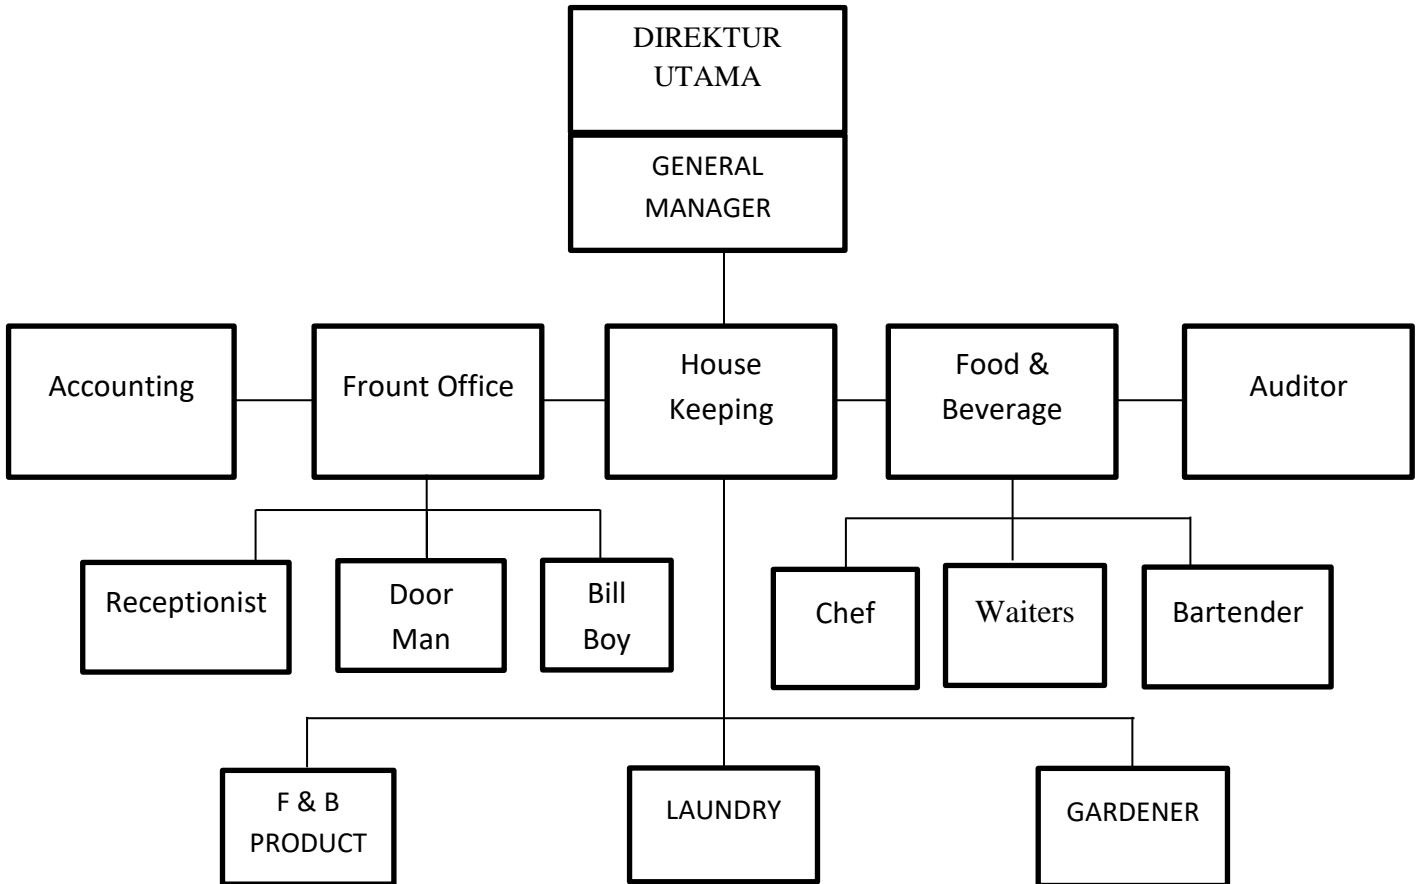 DIREKTUR
UTAMA
GENERAL
MANAGER
Accounting
Frount Office
House
Keeping
Food &
Beverage
Auditor
Receptionist
Door
Man
Bill
Boy
Chef
Waiters
Bartender
F & B
PRODUCT
LAUNDRY
GARDENER